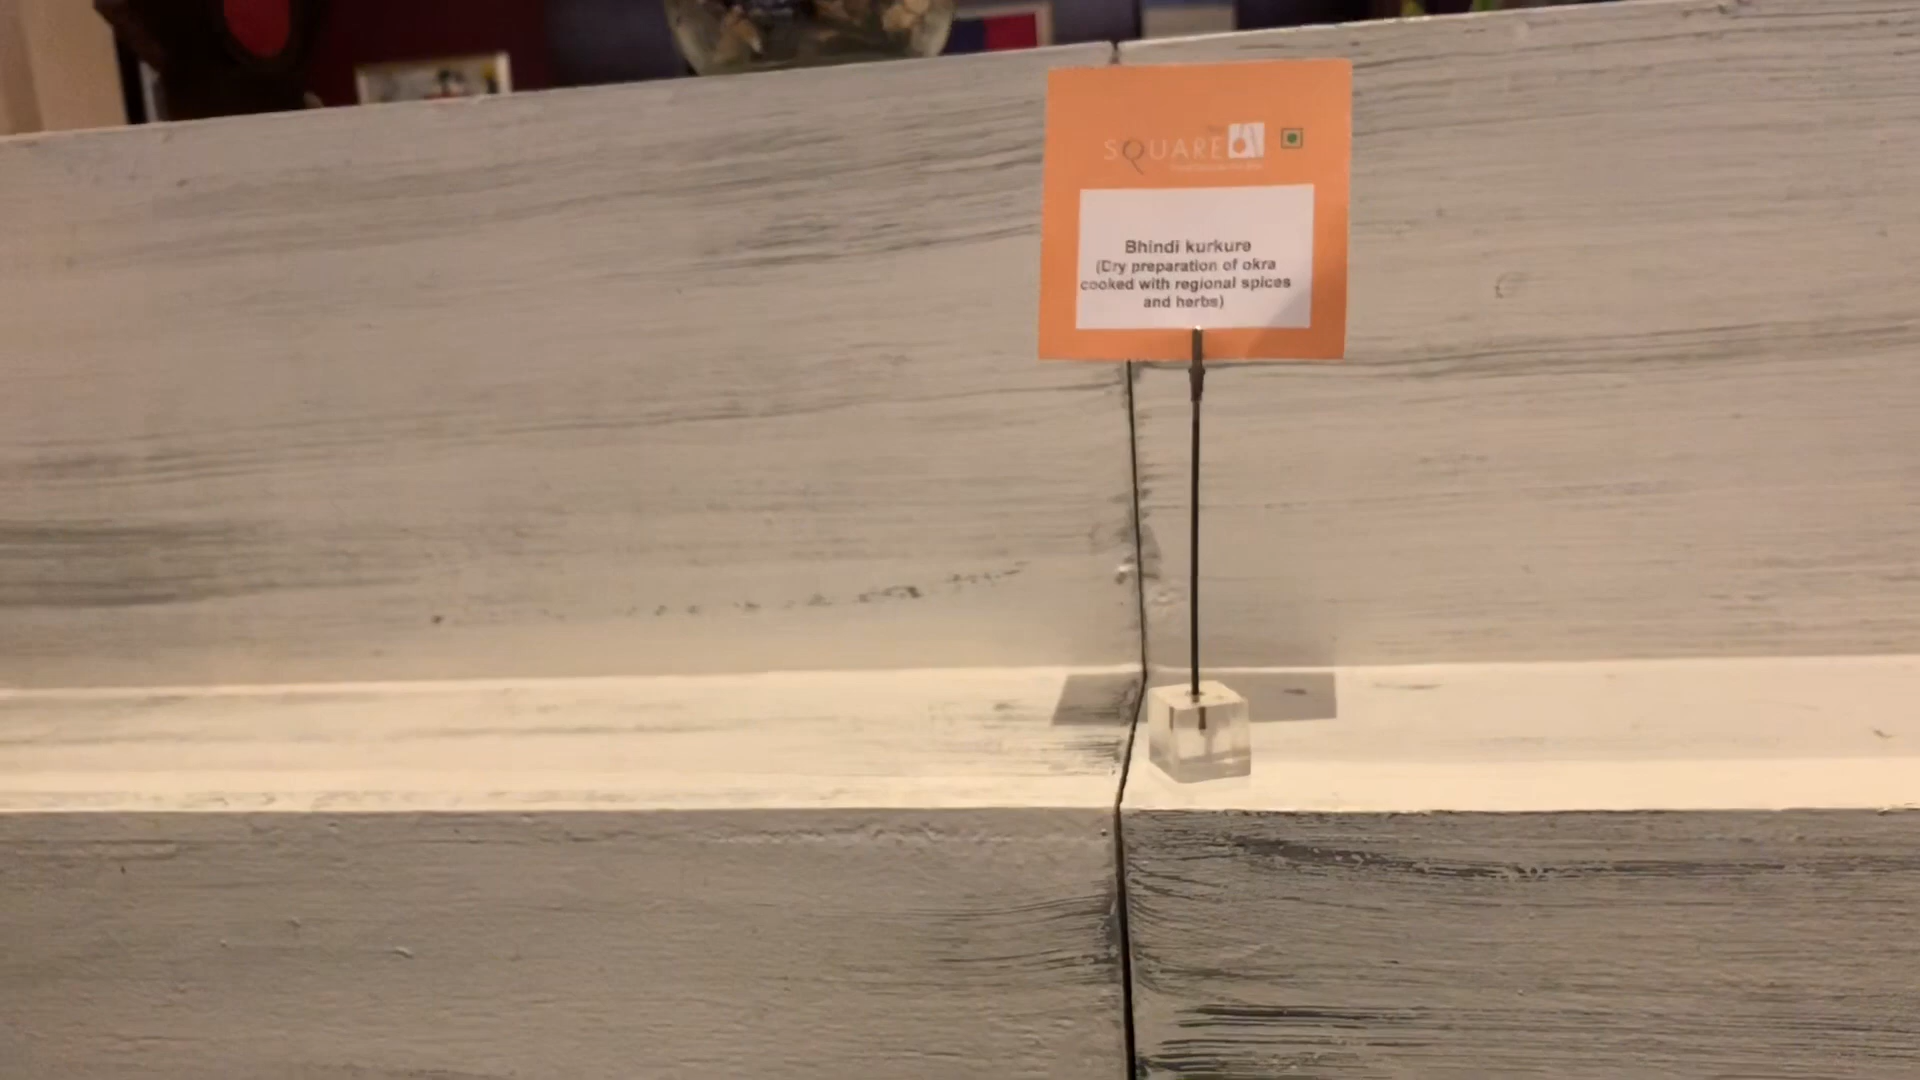 SQUARE
Bhindi kurkure
(Dry preparation of okra
cooked with regional spices
and herbs)